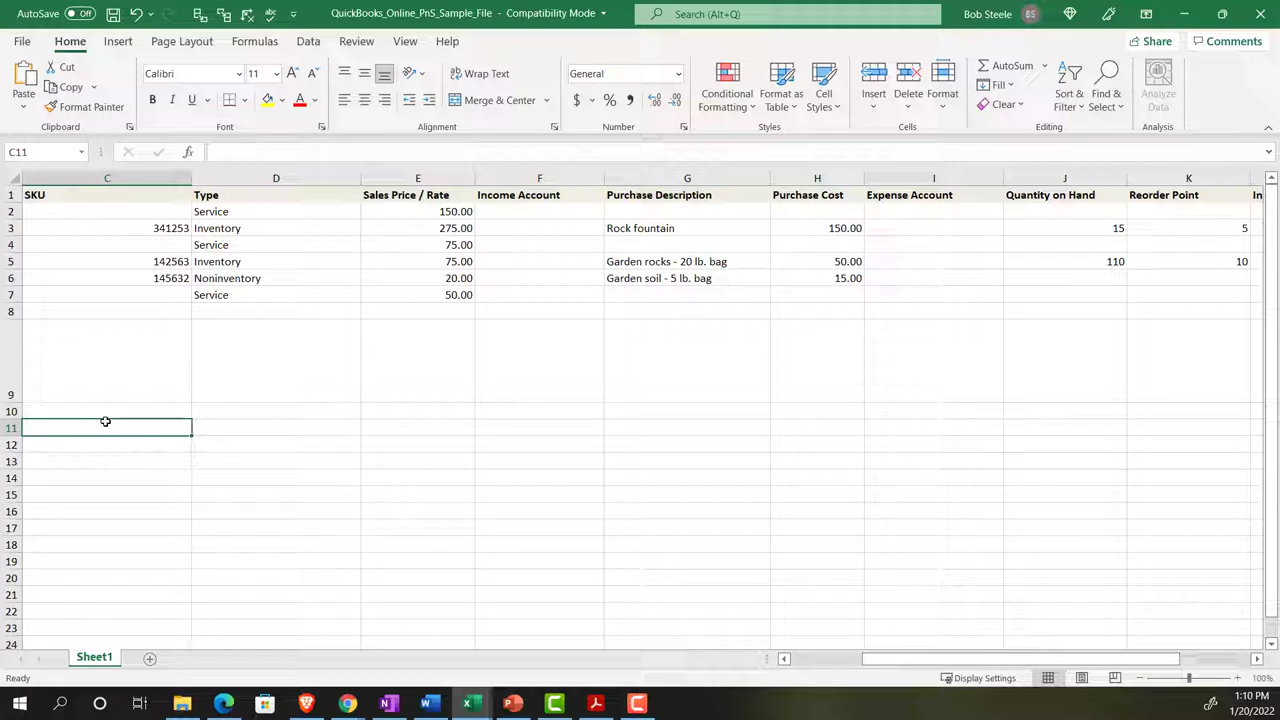 AutoSave Off QuickBooks_Online_PnS_Sample_File - Compatibility Mode Search (Alt+Q) Bob Steele BS
File Home Insert Page Layout Formulas Data Review View Help Share Comments
Paste Cut Copy Format Painter
Calibri 11 Wrap Text General Conditional Formatting Format as Table Cell Styles Insert Delete Format AutoSum Fill Clear Sort & Filter Find & Select Analyze Data
B I U Merge & Center $ % ,
Clipboard Font Alignment Number Styles Cells Editing Analysis
C11 fx
C D E F G H I J K
1 SKU Type Sales Price / Rate Income Account Purchase Description Purchase Cost Expense Account Quantity on Hand Reorder Point In
2 Service 150.00
3 341253 Inventory 275.00 Rock fountain 150.00 15 5
4 Service 75.00
5 142563 Inventory 75.00 Garden rocks - 20 lb. bag 50.00 110 10
6 145632 Noninventory 20.00 Garden soil - 5 lb. bag 15.00
7 Service 50.00
8
9
10
11
12
13
14
15
16
17
18
19
20
21
22
23
24
Sheet1
Ready Display Settings 100%
1:10 PM
1/20/2022